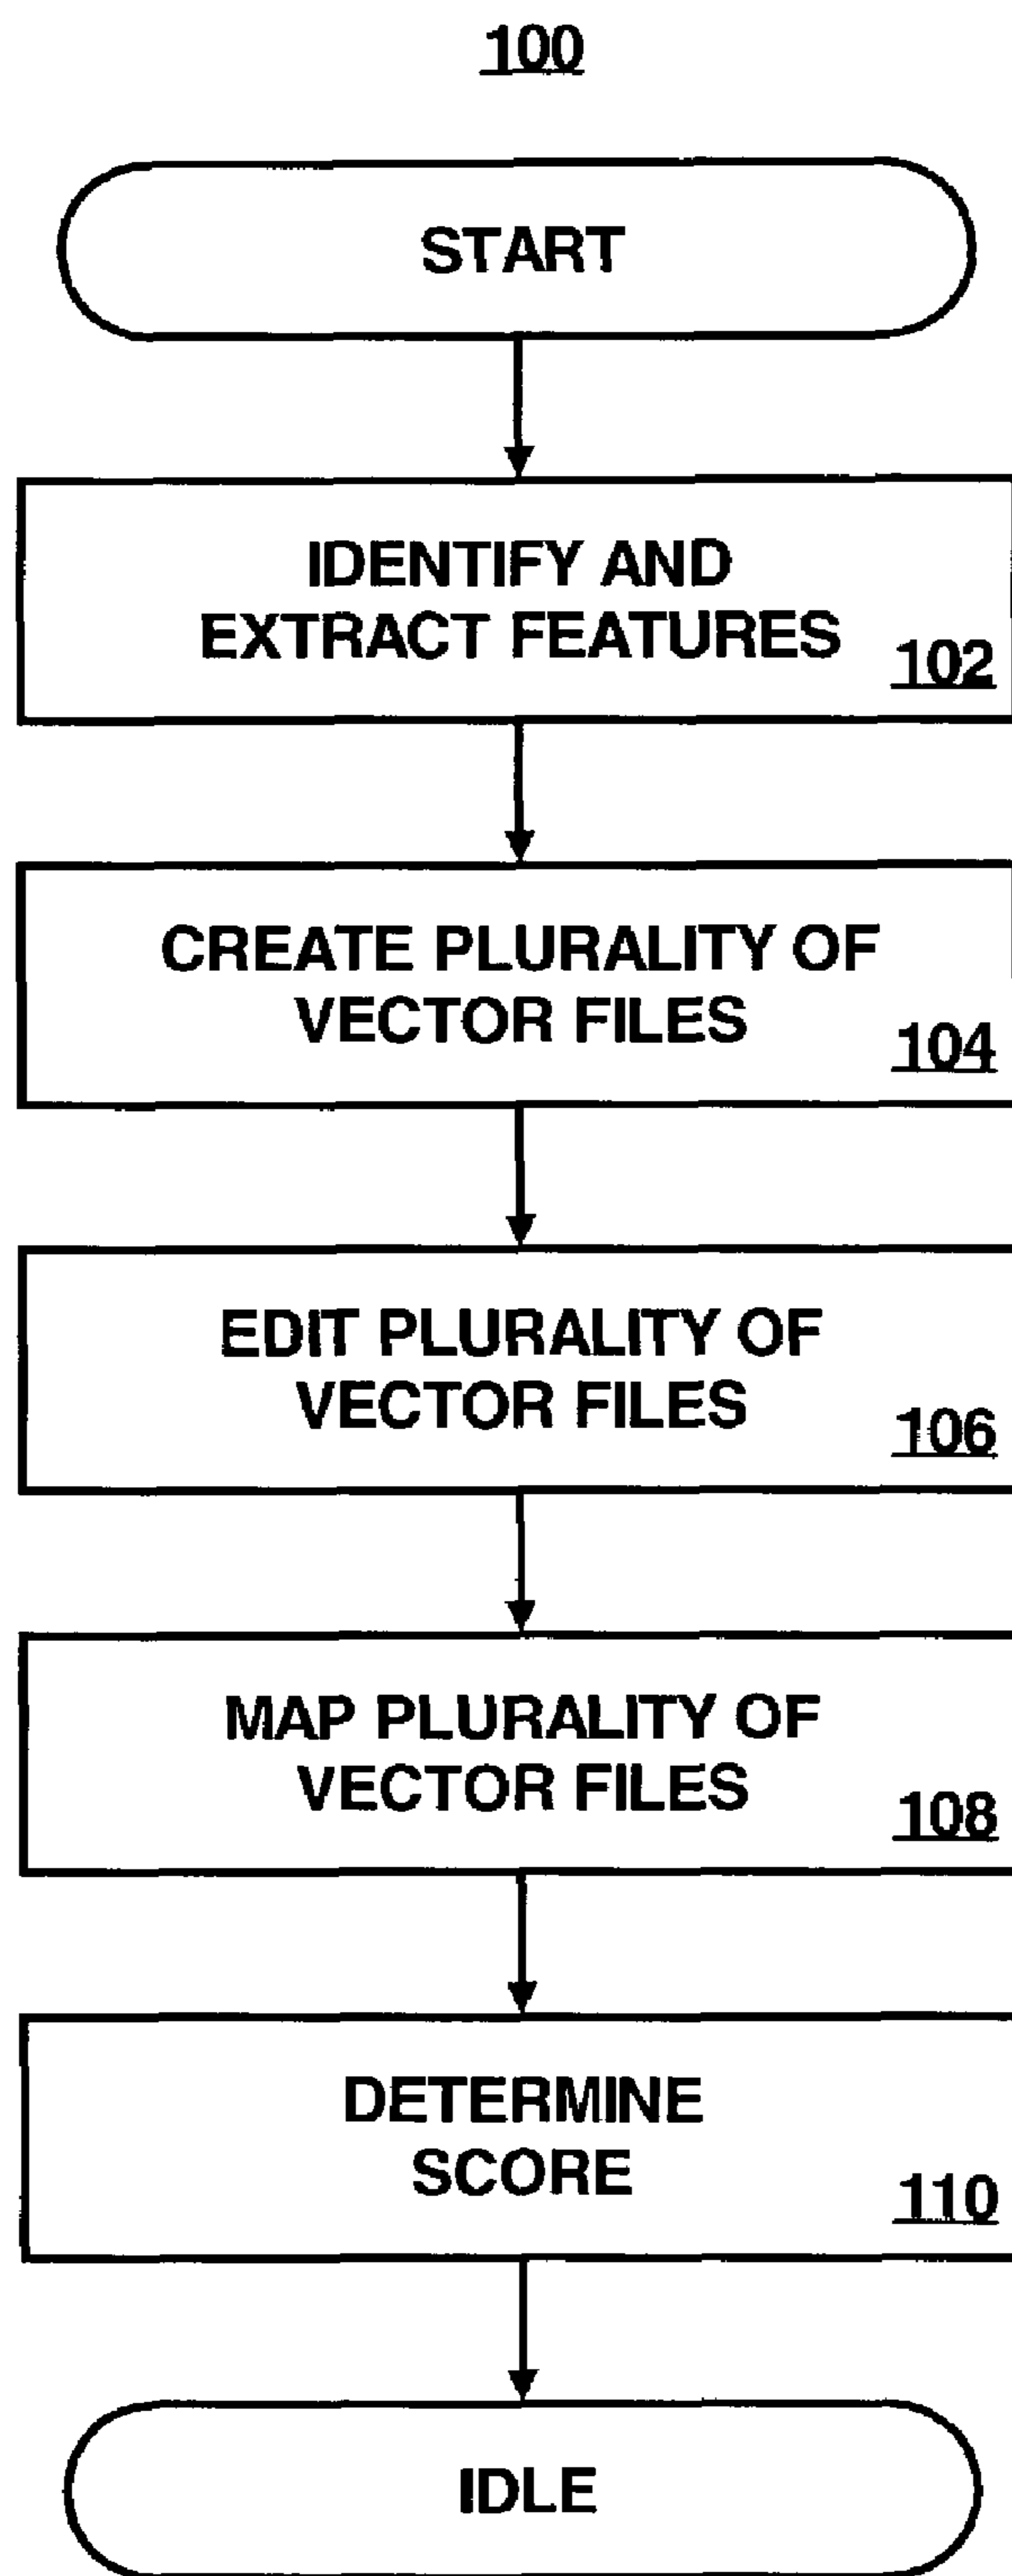 100
START
IDENTIFY AND
EXTRACT FEATURES
102
CREATE PLURALITY OF
VECTOR FILES
104
EDIT PLURALITY OF
VECTOR FILES
106
MAP PLURALITY OF
VECTOR FILES
108
DETERMINE
SCORE
110
IDLE